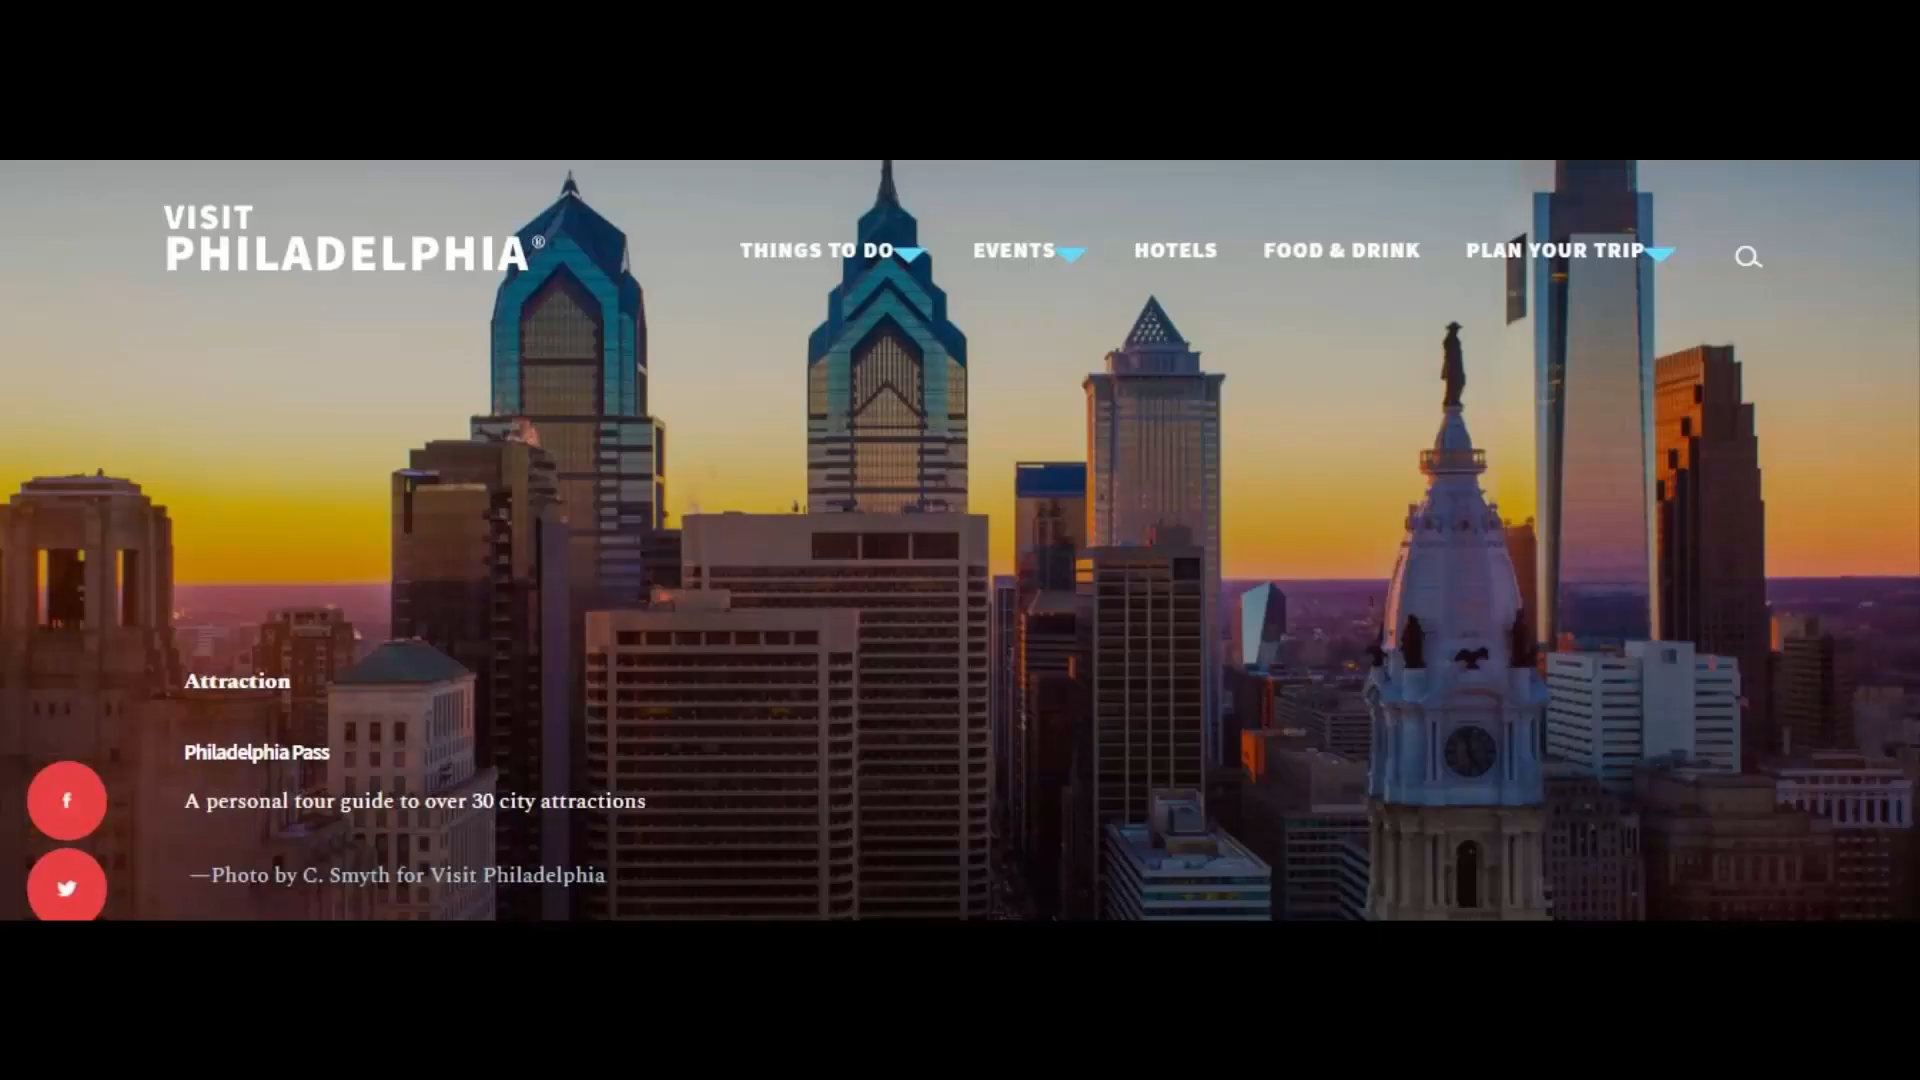 VISIT
PHILADELPHIA®
THINGS TO DO
EVENTS
HOTELS
FOOD & DRINK
PLAN YOUR TRIP
Attraction
Philadelphia Pass
A personal tour guide to over 30 city attractions
—Photo by C. Smyth for Visit Philadelphia